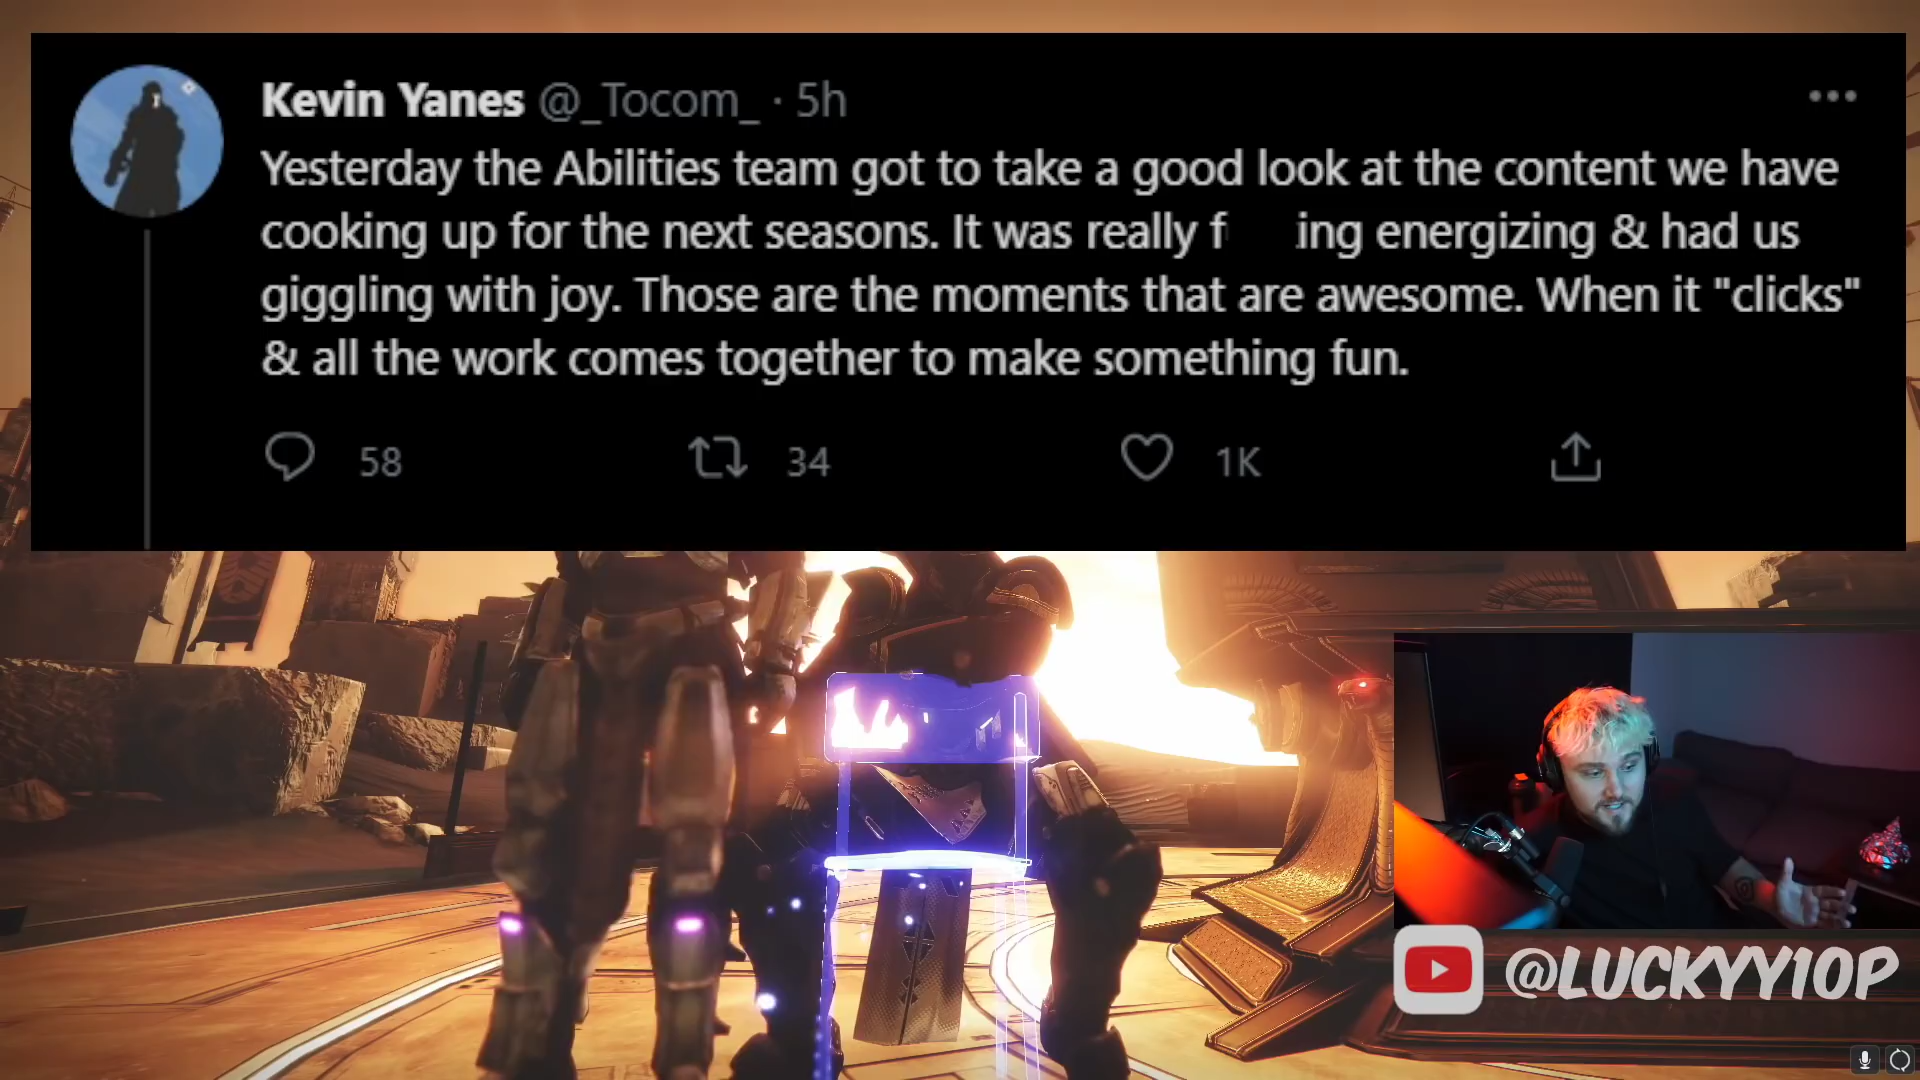 Kevin Yanes @_Tocom_ · 5h
Yesterday the Abilities team got to take a good look at the content we have
cooking up for the next seasons. It was really f ing energizing & had us
giggling with joy. Those are the moments that are awesome. When it "clicks"
& all the work comes together to make something fun.
58 34 1K
@LUCKYY10P